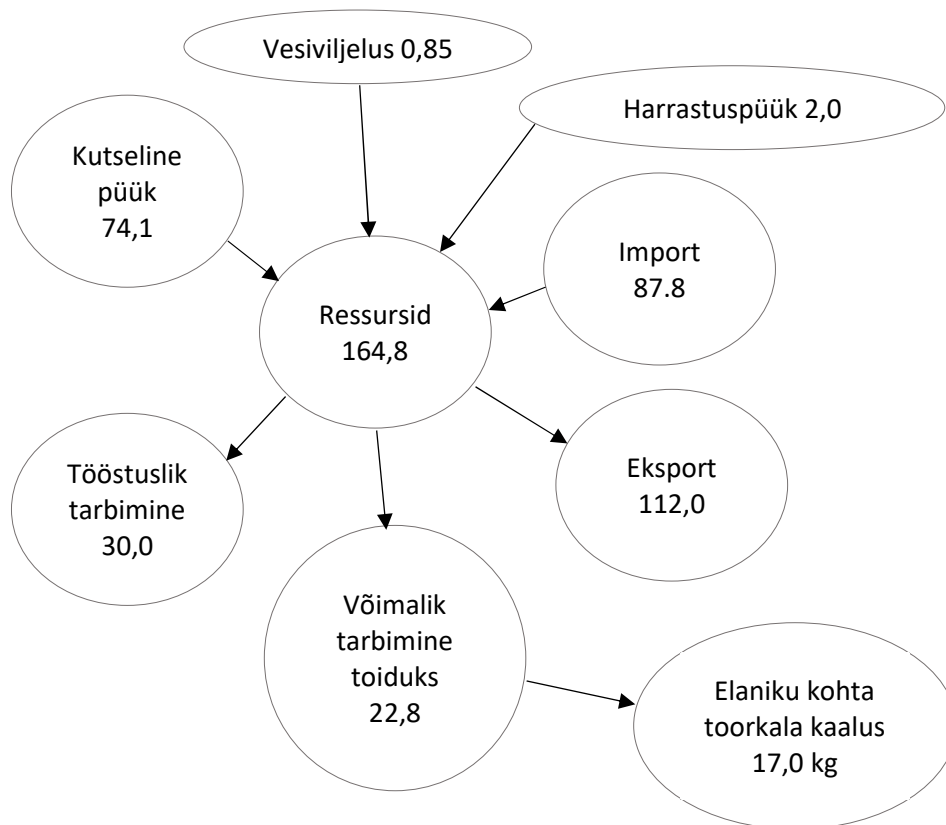 Vesiviljelus 0,85
Harrastuspüük 2,0
Kutseline
püük
74,1
Import
87.8
Ressursid
164,8
Tööstuslik
tarbimine
30,0
Eksport
112,0
Võimalik
tarbimine
toiduks
22,8
Elaniku kohta
toorkala kaalus
17,0 kg